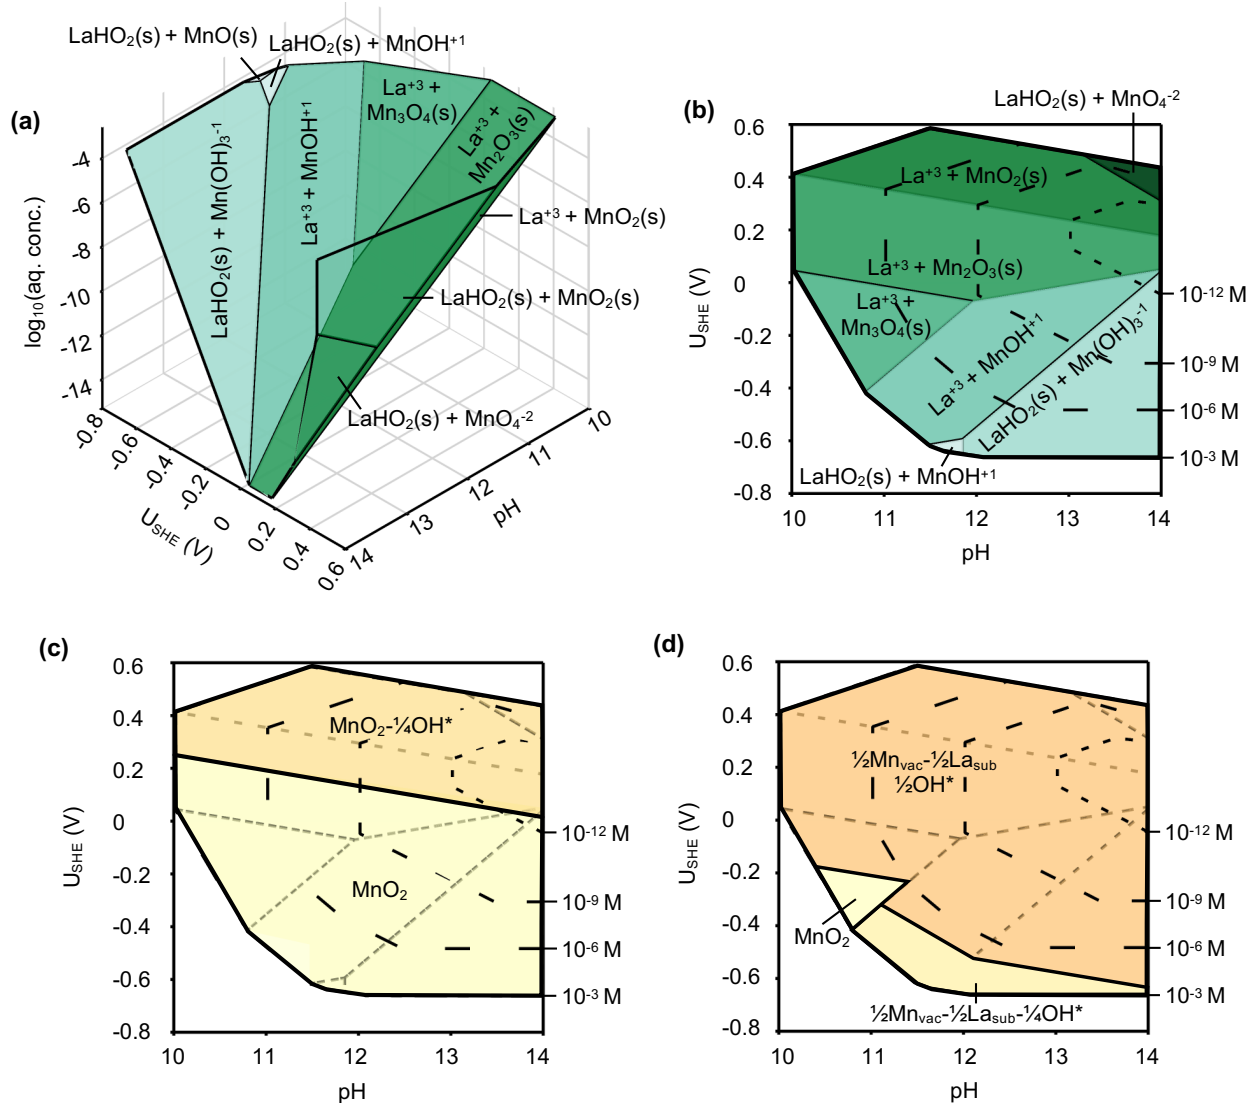 (a)
LaHO₂(s) + MnO(s)
LaHO₂(s) + MnOH⁺¹
LaHO₂(s) + Mn(OH)₃⁻¹
La⁺³ + MnOH⁺¹
La⁺³ +
Mn₃O₄(s)
La⁺³ +
Mn₂O₃(s)
La⁺³ + MnO₂(s)
LaHO₂(s) + MnO₂(s)
LaHO₂(s) + MnO₄⁻²
log₁₀(aq. conc.)
-4
-6
-8
-10
-12
-14
-0.8
-0.6
-0.4
-0.2
0
0.2
0.4
0.6
U_SHE (V)
14
13
12
11
10
pH
(b)
LaHO₂(s) + MnO₄⁻²
La⁺³ + MnO₂(s)
La⁺³ + Mn₂O₃(s)
La⁺³ +
Mn₃O₄(s)
La⁺³ + MnOH⁺¹
LaHO₂(s) + Mn(OH)₃⁻¹
LaHO₂(s) + MnOH⁺¹
10⁻¹² M
10⁻⁹ M
10⁻⁶ M
10⁻³ M
U_SHE (V)
0.6
0.4
0.2
0
-0.2
-0.4
-0.6
-0.8
10
11
12
13
14
pH
(c)
MnO₂-¼OH*
MnO₂
10⁻¹² M
10⁻⁹ M
10⁻⁶ M
10⁻³ M
U_SHE (V)
0.6
0.4
0.2
0
-0.2
-0.4
-0.6
-0.8
10
11
12
13
14
pH
(d)
½Mn_vac-½La_sub
½OH*
MnO₂
½Mn_vac-½La_sub-¼OH*
10⁻¹² M
10⁻⁹ M
10⁻⁶ M
10⁻³ M
U_SHE (V)
0.6
0.4
0.2
0
-0.2
-0.4
-0.6
-0.8
10
11
12
13
14
pH